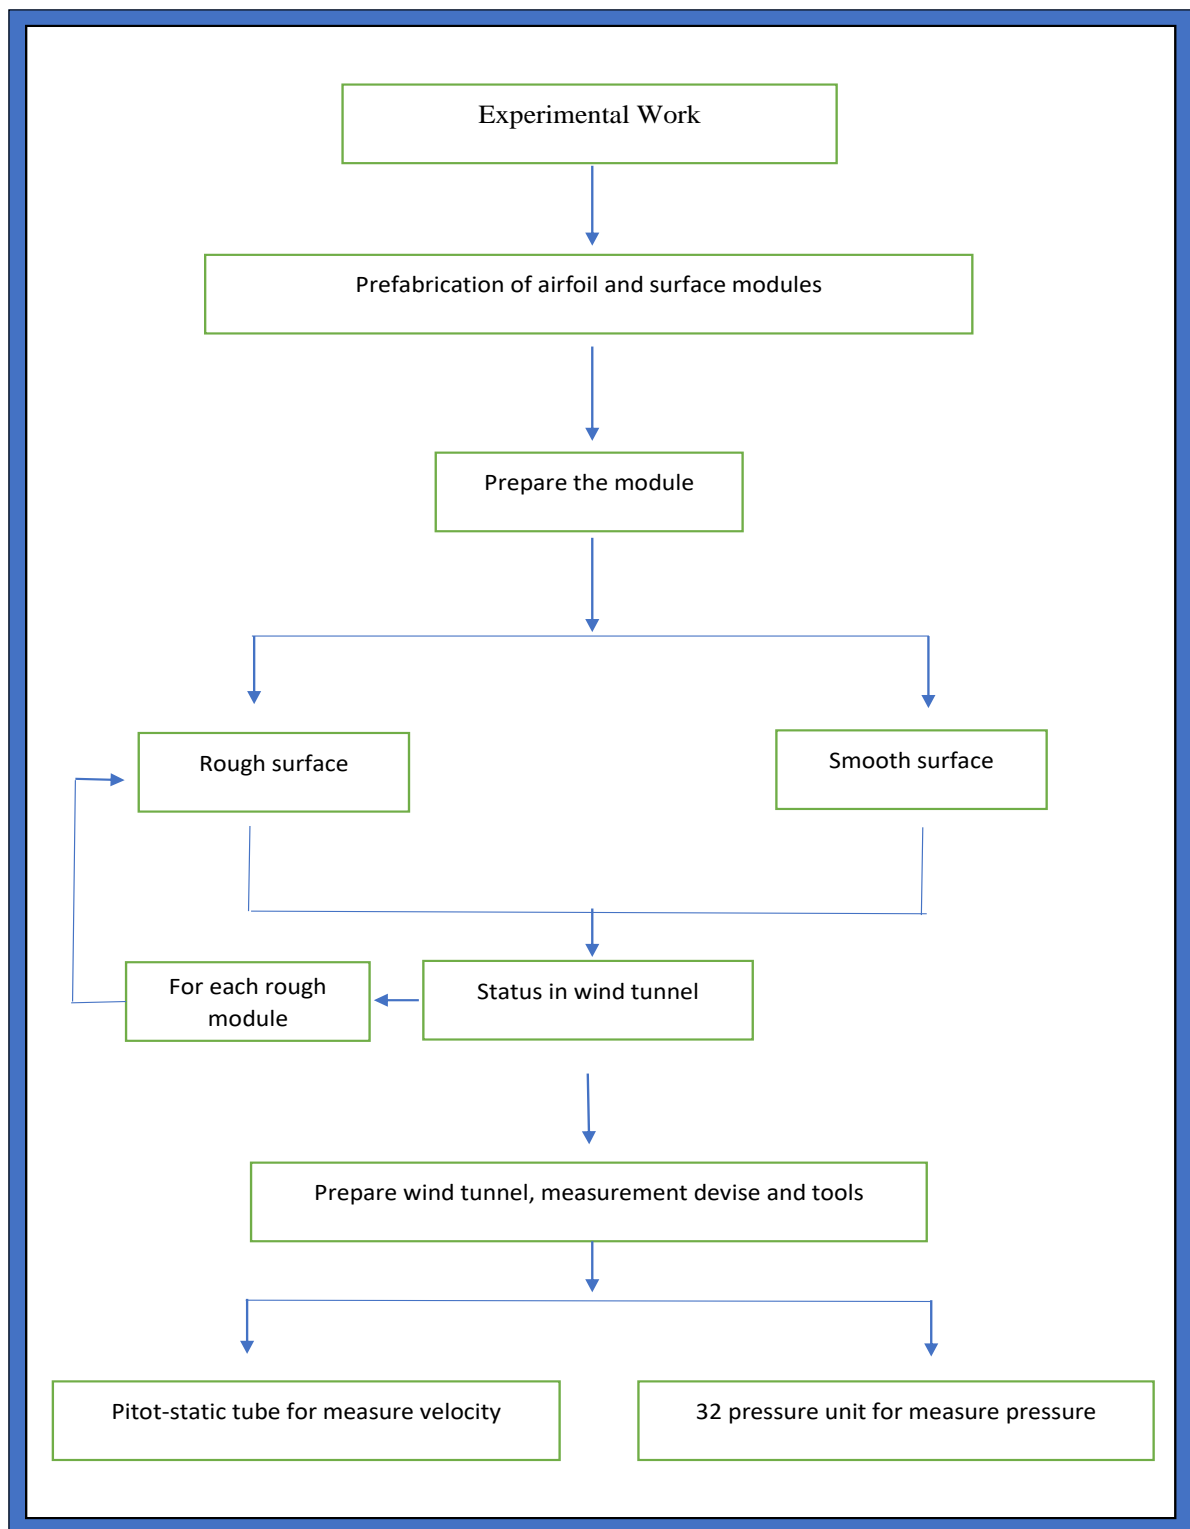 Experimental Work
Prefabrication of airfoil and surface modules
Prepare the module
Rough surface
Smooth surface
For each rough
module
Status in wind tunnel
Prepare wind tunnel, measurement devise and tools
Pitot-static tube for measure velocity
32 pressure unit for measure pressure